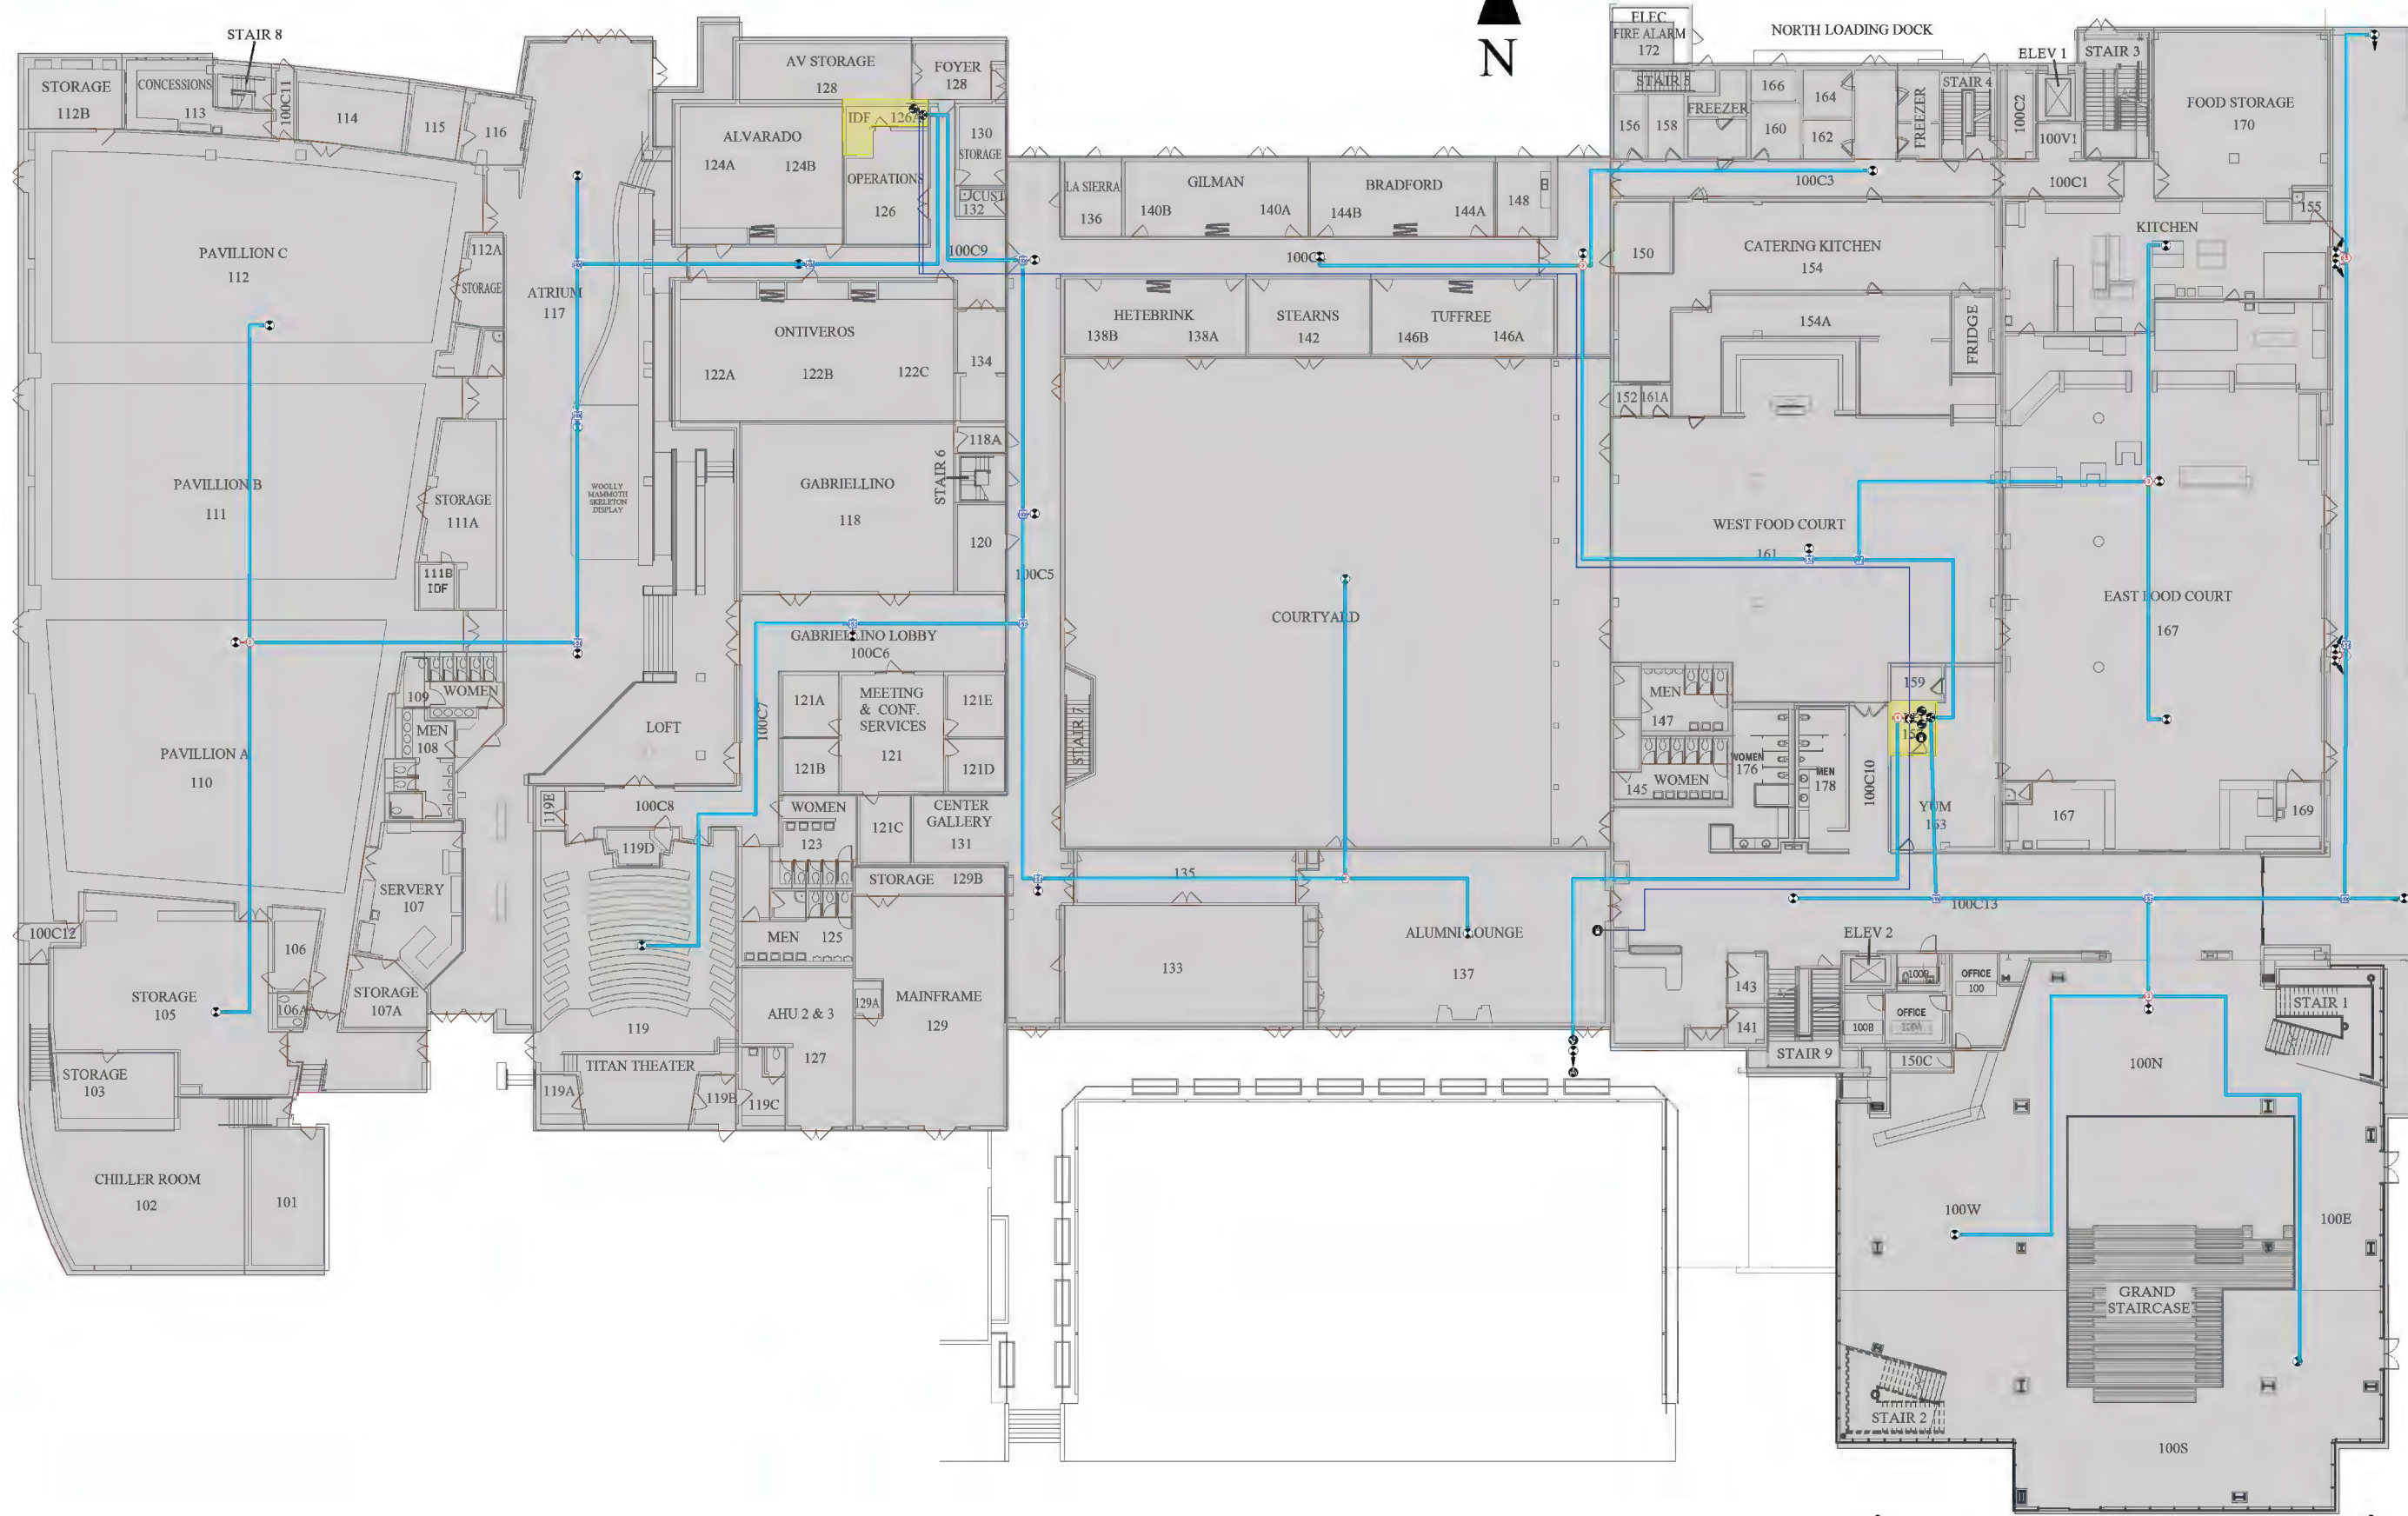 N
STAIR 8
STORAGE
112B
CONCESSIONS
113
100C11
114
115
116
AV STORAGE
128
FOYER
128
IDF 126A
ALVARADO
124A
124B
OPERATIONS
126
130
STORAGE
CUST
132
100C9
ELEC
FIRE ALARM
172
NORTH LOADING DOCK
ELEV 1
STAIR 3
STAIR 5
166
164
FREEZER
FREEZER
STAIR 4
100C2
156
158
160
162
100V1
FOOD STORAGE
170
100C3
100C1
155
LA SIERRA
136
GILMAN
140B
140A
BRADFORD
144B
144A
148
150
CATERING KITCHEN
154
KITCHEN
154A
FRIDGE
152
161A
PAVILLION C
112
112A
STORAGE
ATRIUM
117
ONTIVEROS
122A
122B
122C
134
HETEBRINK
138B
138A
STEARNS
142
TUFFREE
146B
146A
PAVILLION B
111
STORAGE
111A
111B
IDF
WOOLLY
MAMMOTH
SKELETON
DISPLAY
GABRIELLINO
118
118A
STAIR 6
120
100C5
WEST FOOD COURT
161
EAST FOOD COURT
167
COURTYARD
GABRIELLINO LOBBY
100C6
PAVILLION A
110
109
WOMEN
MEN
108
LOFT
100C7
121A
MEETING
& CONF.
SERVICES
121
121E
121B
121D
STAIR 7
MEN
147
WOMEN
145
WOMEN
176
MEN
178
100C10
159
YUM
163
167
169
119E
100C8
119D
WOMEN
123
121C
CENTER
GALLERY
131
STORAGE 129B
135
SERVERY
107
100C12
106
STORAGE
105
106A
STORAGE
107A
119
MEN
125
AHU 2 & 3
127
129A
MAINFRAME
129
133
ALUMNI LOUNGE
137
100C13
ELEV 2
143
141
100B
OFFICE
100
OFFICE
STAIR 1
STAIR 9
150C
100N
STORAGE
103
TITAN THEATER
119A
119B
119C
CHILLER ROOM
102
101
100W
100E
GRAND
STAIRCASE
STAIR 2
100S